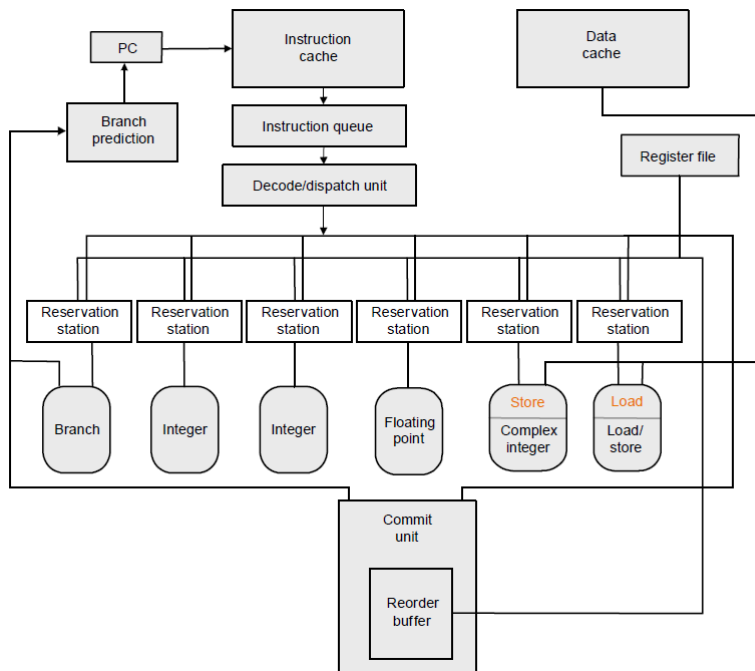 PC
Instruction
cache
Data
cache
Branch
prediction
Instruction queue
Register file
Decode/dispatch unit
Reservation
station
Reservation
station
Reservation
station
Reservation
station
Reservation
station
Reservation
station
Branch
Integer
Integer
Floating
point
Store
Complex
integer
Load
Load/
store
Commit
unit
Reorder
buffer